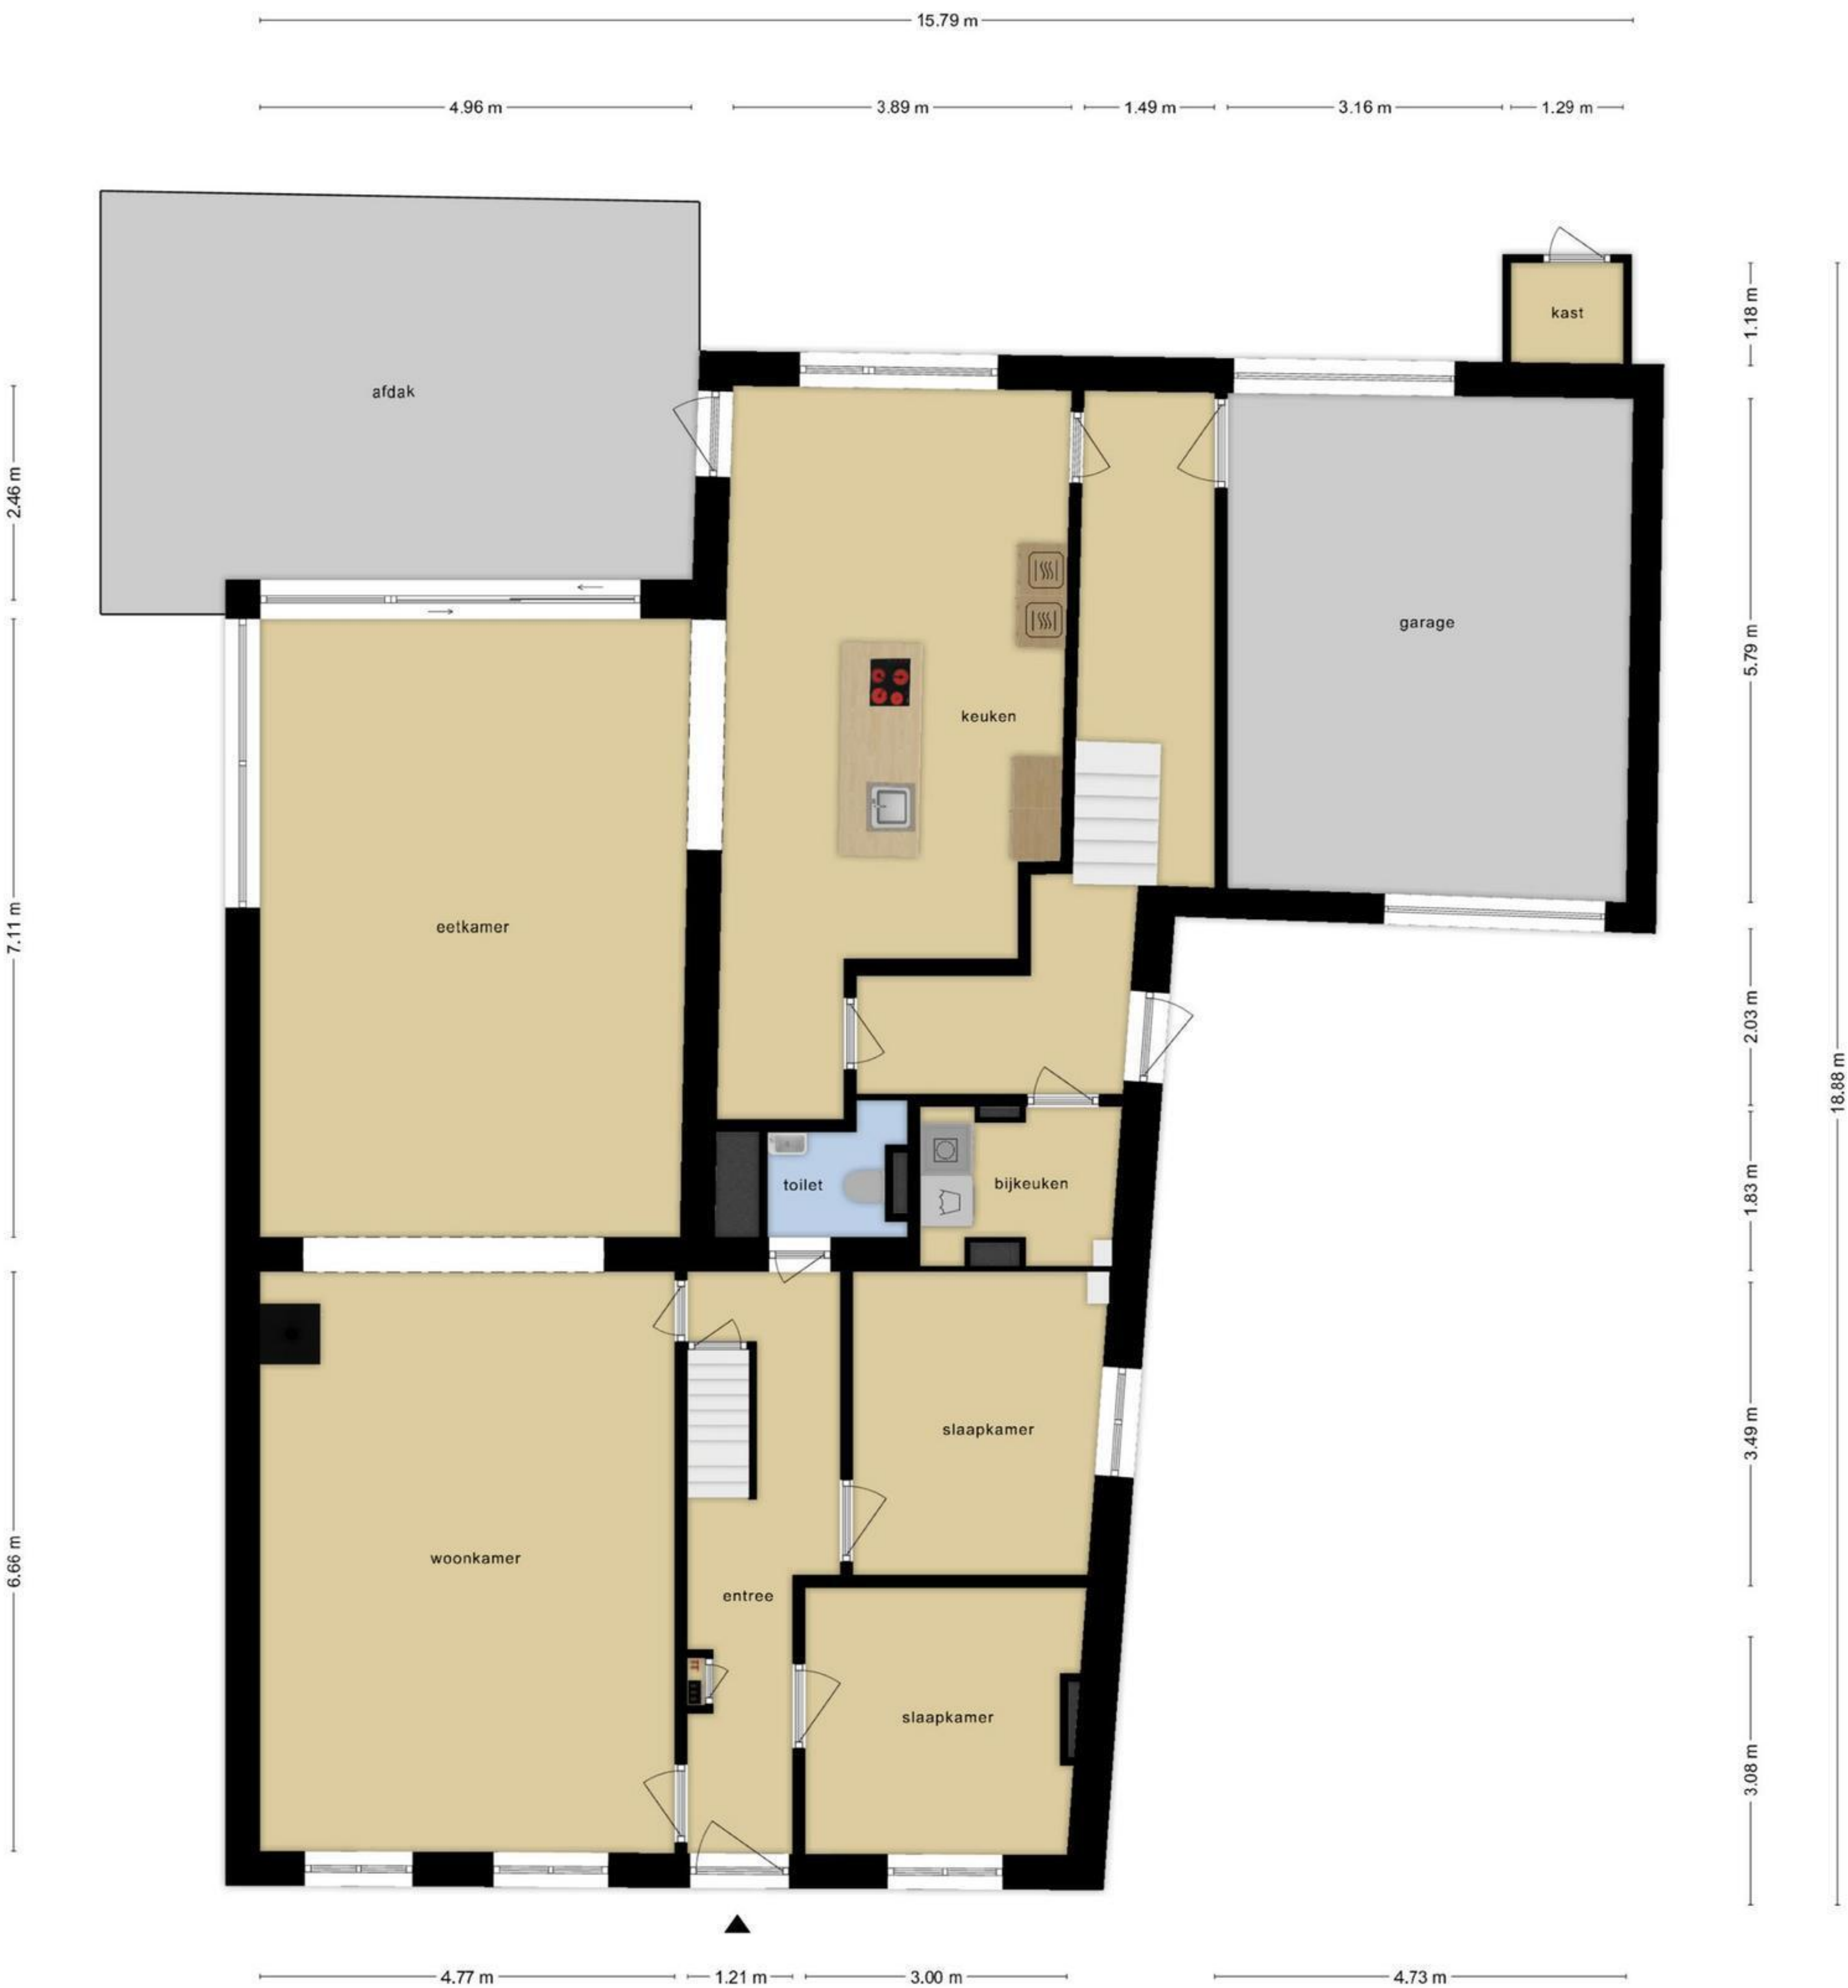 15.79 m
4.96 m
3.89 m
1.49 m
3.16 m
1.29 m
kast
1.18 m
afdak
2.46 m
garage
5.79 m
keuken
eetkamer
7.11 m
2.03 m
18.88 m
toilet
bijkeuken
1.83 m
slaapkamer
3.49 m
woonkamer
6.66 m
entree
slaapkamer
3.08 m
4.77 m
1.21 m
3.00 m
4.73 m